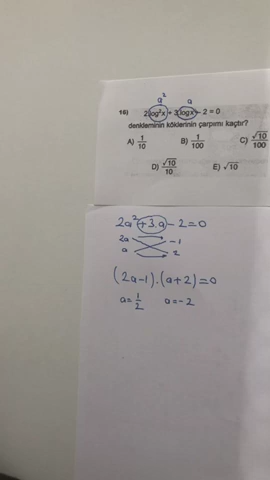 a² a
16) 2log²x + 3logx - 2 = 0
denkleminin köklerinin çarpımı kaçtır?
A) 1/10 B) 1/100 C) √10/100
D) √10/10 E) √10
2a² + 3.a - 2 = 0
2a -1
a 2
(2a-1).(a+2)=0
a=1/2 a=-2